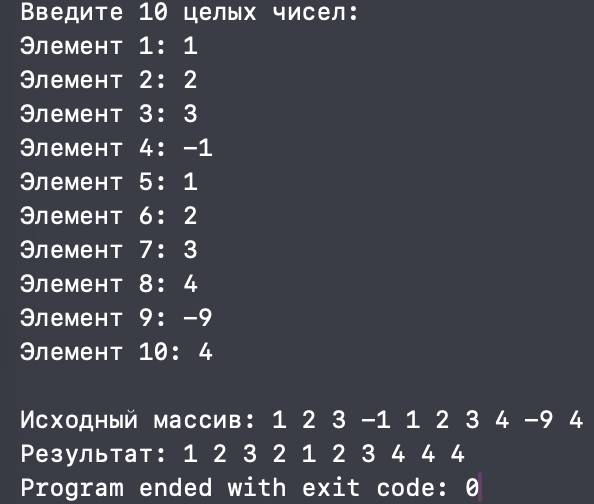 Введите 10 целых чисел:
Элемент 1: 1
Элемент 2: 2
Элемент 3: 3
Элемент 4: -1
Элемент 5: 1
Элемент 6: 2
Элемент 7: 3
Элемент 8: 4
Элемент 9: -9
Элемент 10: 4
Исходный массив: 1 2 3 -1 1 2 3 4 -9 4
Результат: 1 2 3 2 1 2 3 4 4 4
Program ended with exit code: 0